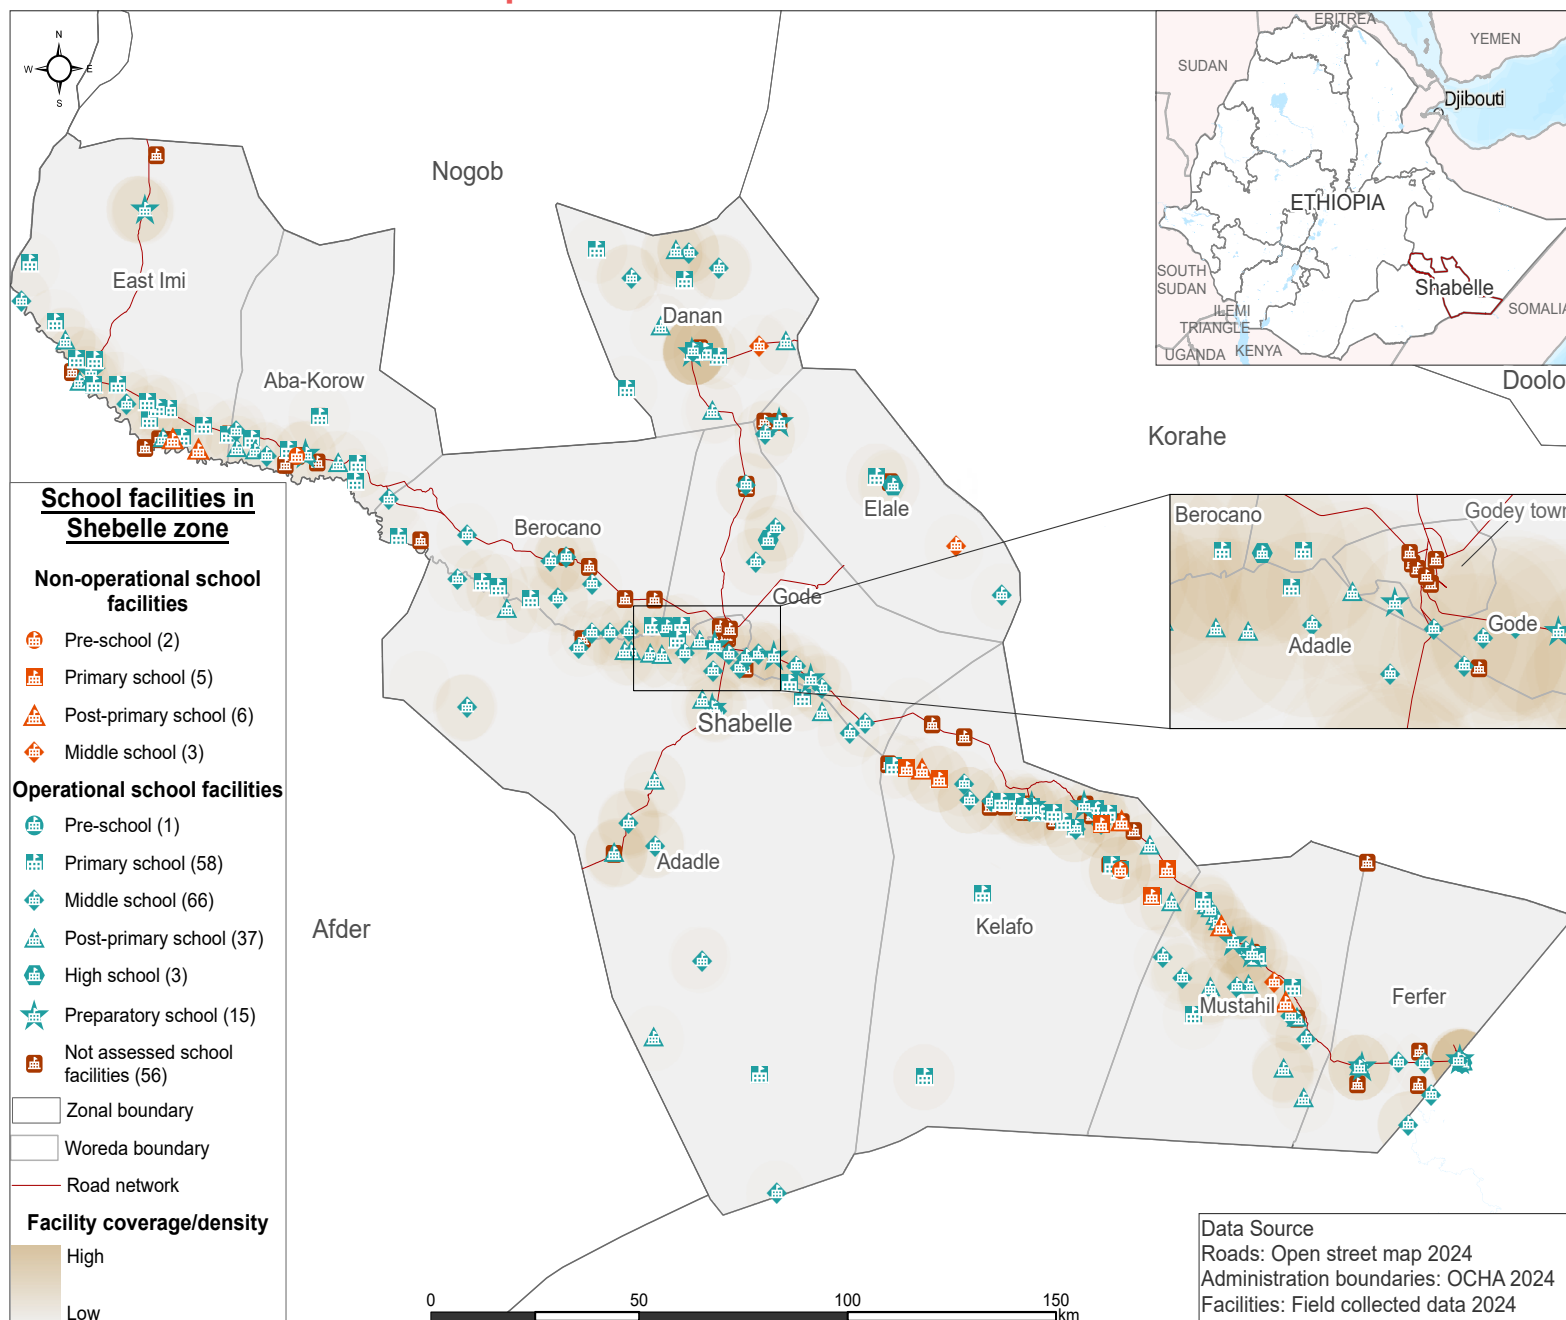 N
W
E
S
Nogob
East Imi
Aba-Korow
Danan
Korahe
Doolo
Elale
Berocano
Gode
Shabelle
Adadle
Afder
Kelafo
Mustahil
Ferfer
ERITREA
YEMEN
SUDAN
Djibouti
ETHIOPIA
SOUTH
SUDAN
Shabelle
ILEMI
TRIANGLE
SOMALIA
UGANDA
KENYA
Berocano
Godey town
Gode
Adadle
School facilities in
Shebelle zone
Non-operational school
facilities
Pre-school (2)
Primary school (5)
Post-primary school (6)
Middle school (3)
Operational school facilities
Pre-school (1)
Primary school (58)
Middle school (66)
Post-primary school (37)
High school (3)
Preparatory school (15)
Not assessed school
facilities (56)
Zonal boundary
Woreda boundary
Road network
Facility coverage/density
High
Low
0
50
100
150
km
Data Source
Roads: Open street map 2024
Administration boundaries: OCHA 2024
Facilities: Field collected data 2024